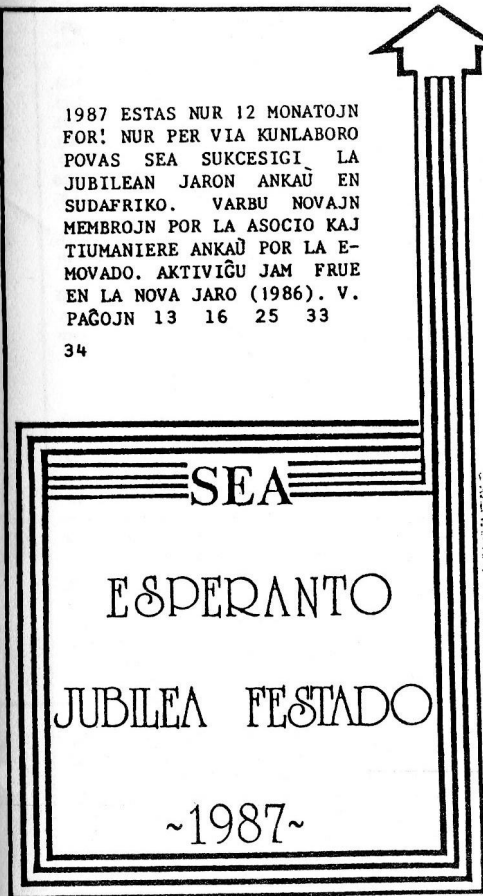 1987 ESTAS NUR 12 MONATOJN
FOR! NUR PER VIA KUNLABORO
POVAS SEA SUKCESIGI LA
JUBILEAN JARON ANKAŬ EN
SUDAFRIKO. VARBU NOVAJN
MEMBROJN POR LA ASOCIO KAJ
TIUMANIERE ANKAŬ POR LA E-
MOVADO. AKTIVIĜU JAM FRUE
EN LA NOVA JARO (1986). V.
PAĜOJN 13 16 25 33
34
SEA
ESPERANTO
JUBILEA FESTADO
~1987~